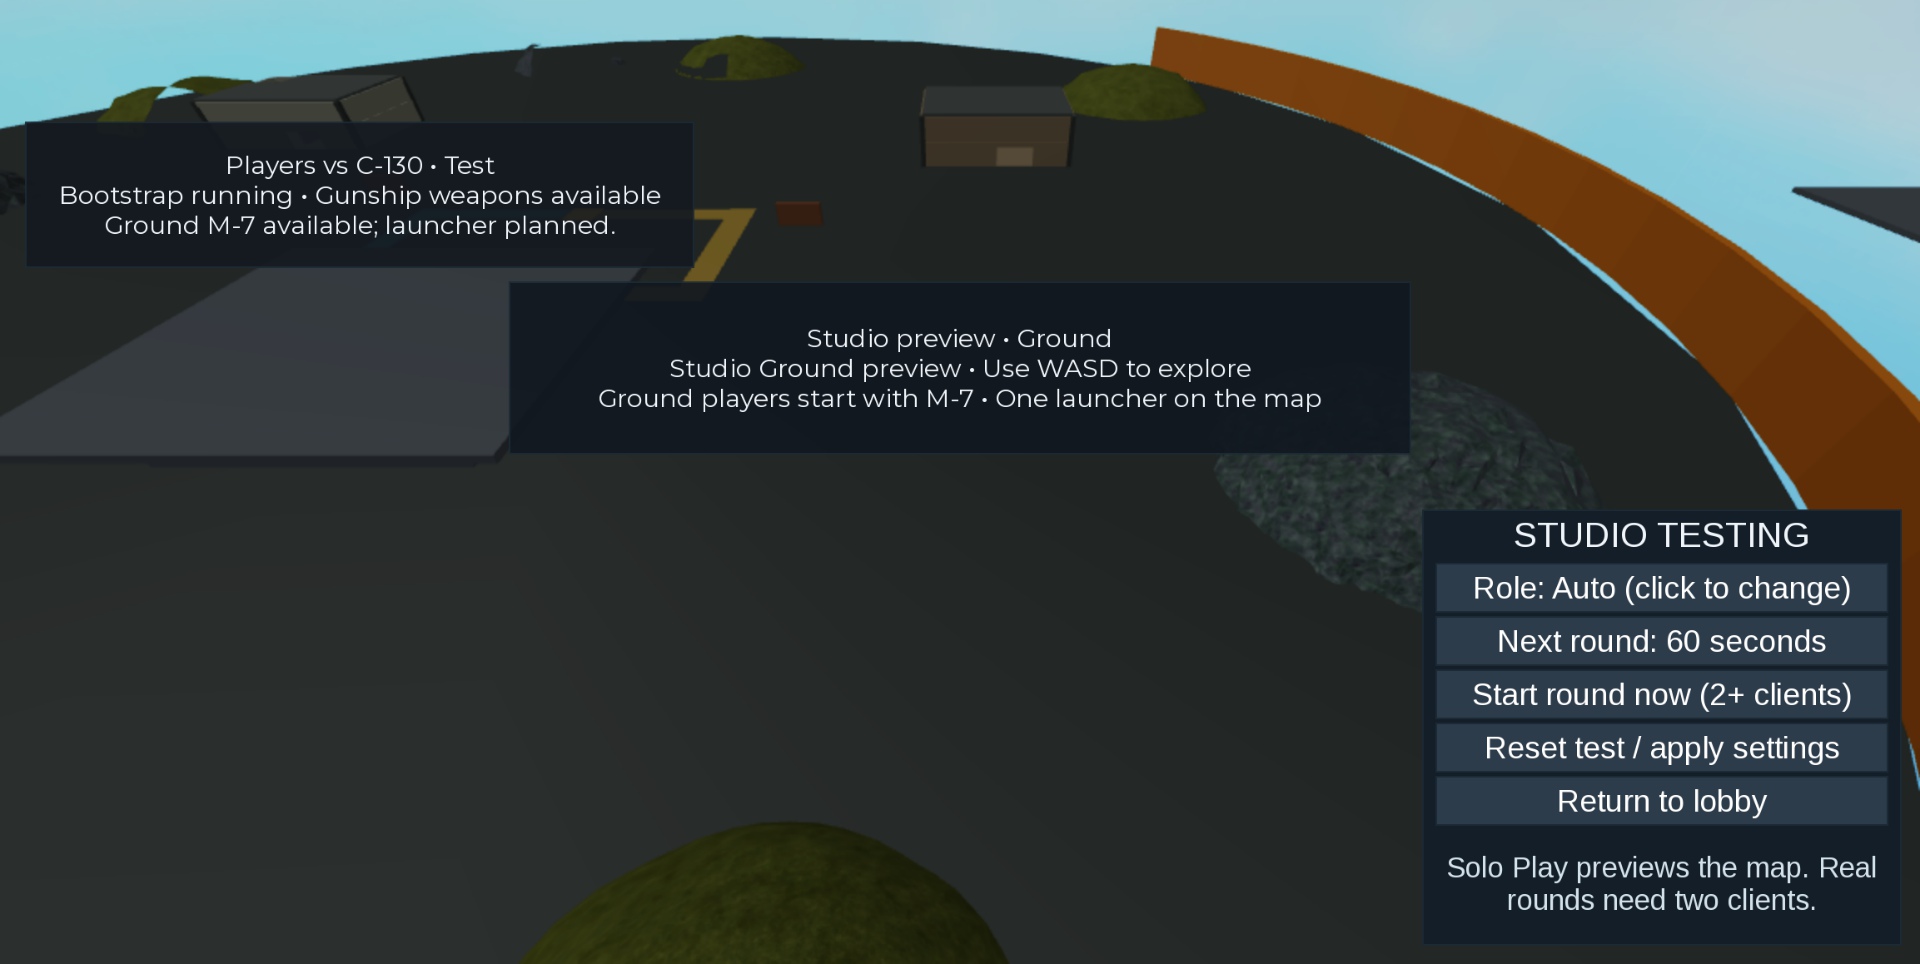 Players vs C-130 • Test
Bootstrap running • Gunship weapons available
Ground M-7 available; launcher planned.
Studio preview • Ground
Studio Ground preview • Use WASD to explore
Ground players start with M-7 • One launcher on the map
STUDIO TESTING
Role: Auto (click to change)
Next round: 60 seconds
Start round now (2+ clients)
Reset test / apply settings
Return to lobby
Solo Play previews the map. Real
rounds need two clients.